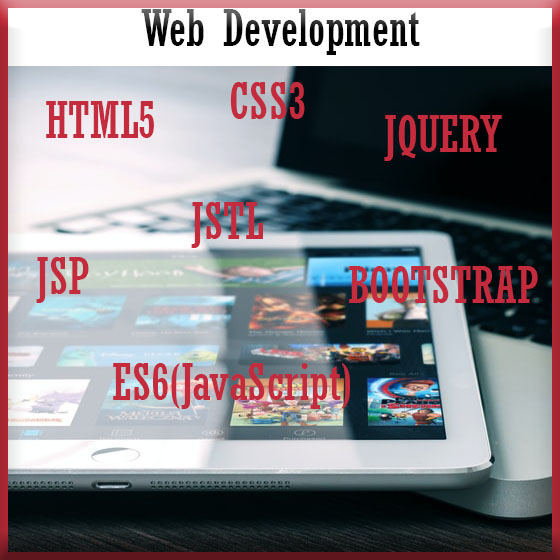 Web Development
CSS3
HTML5
JQUERY
JSTL
JSP
BOOTSTRAP
ES6(JavaScript)